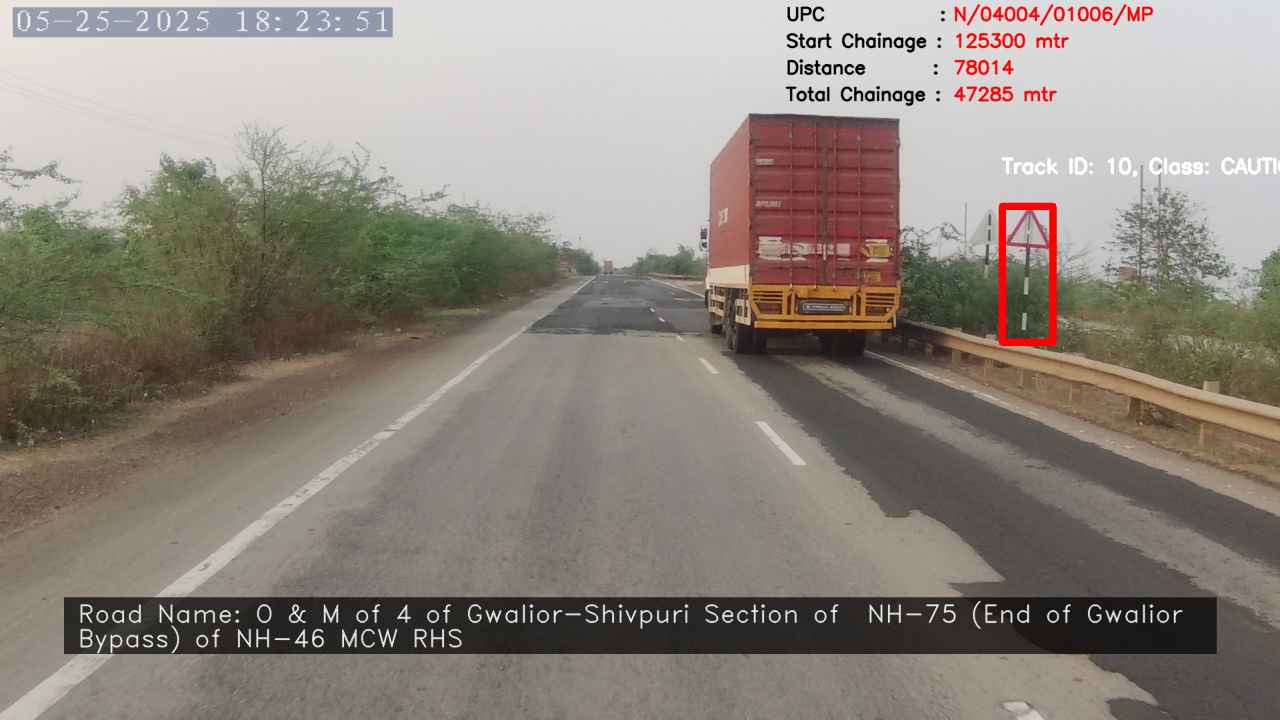 05-25-2025 18:23:51
UPC : N/04004/01006/MP
Start Chainage : 125300 mtr
Distance : 78014
Total Chainage : 47285 mtr
Track ID: 10, Class: CAUTI
Road Name: O & M of 4 of Gwalior-Shivpuri Section of NH-75 (End of Gwalior
Bypass) of NH-46 MCW RHS